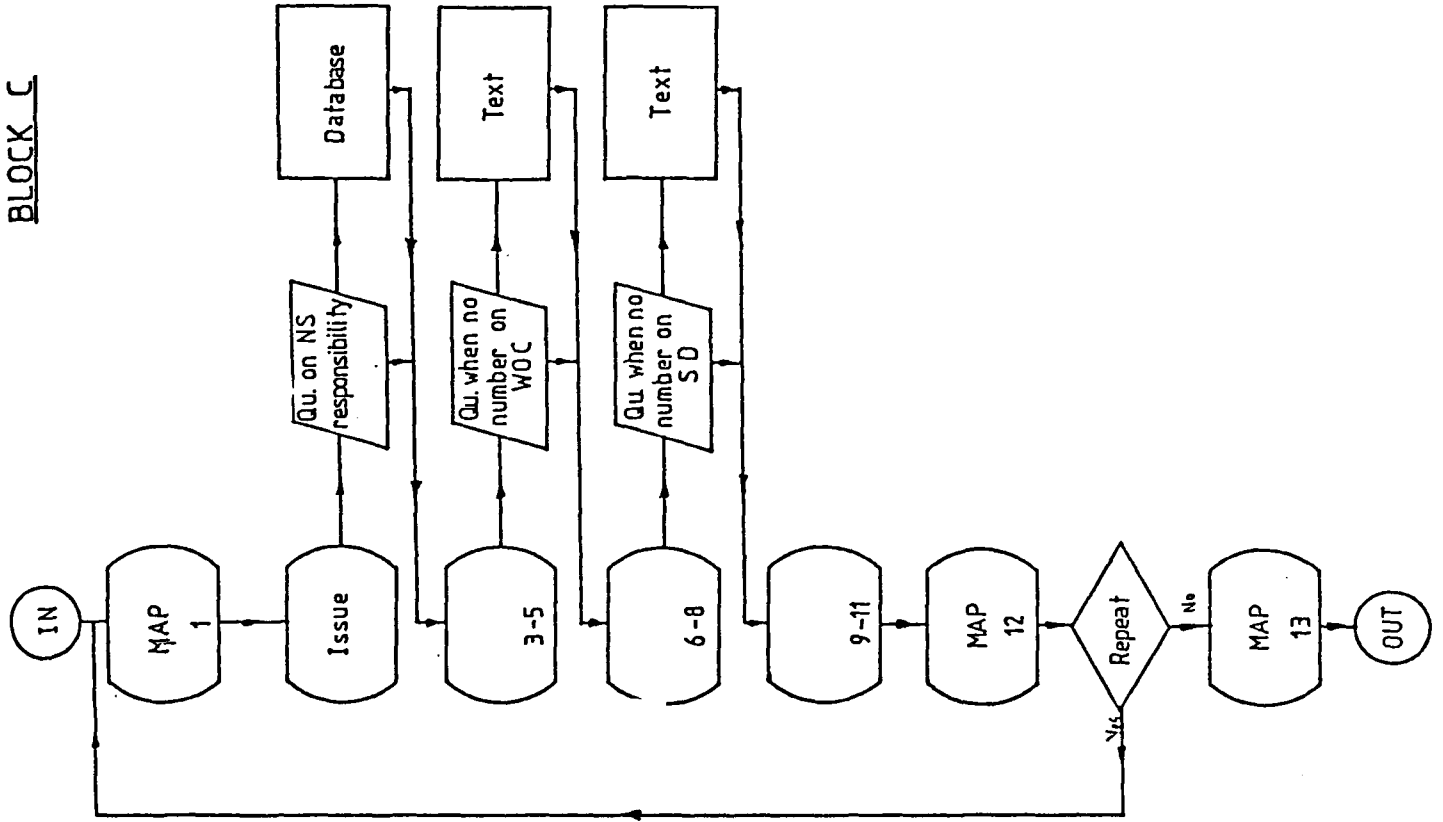 BLOCK C
IN
MAP
1
Issue
Qu. on NS
responsibility
Database
3-5
Qu. when no
number on
WOC
Text
6-8
Qu when no
number on
SD
Text
9-11
MAP
12
Repeat
Yes
No
MAP
13
OUT